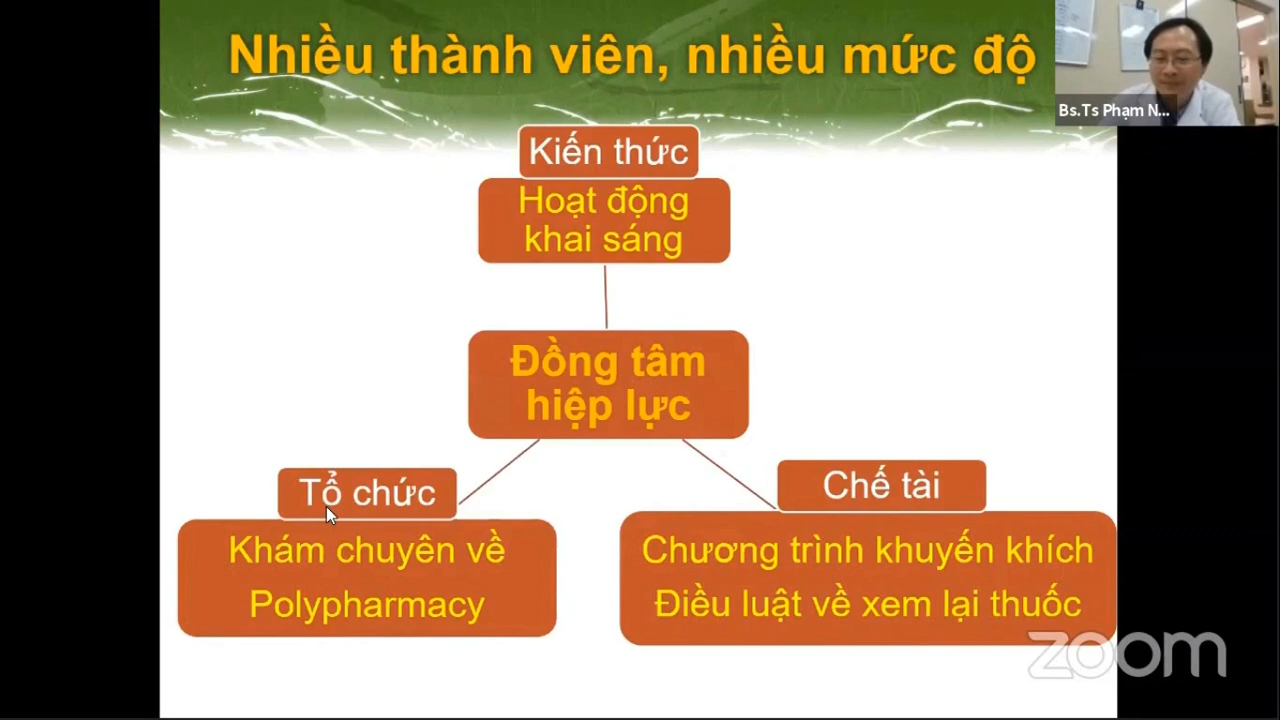 Nhiều thành viên, nhiều mức độ
Bs.Ts Phạm N...
Kiến thức
Hoạt động
khai sáng
Đồng tâm
hiệp lực
Tổ chức
Khám chuyên về
Polypharmacy
Chế tài
Chương trình khuyến khích
Điều luật về xem lại thuốc
zoom